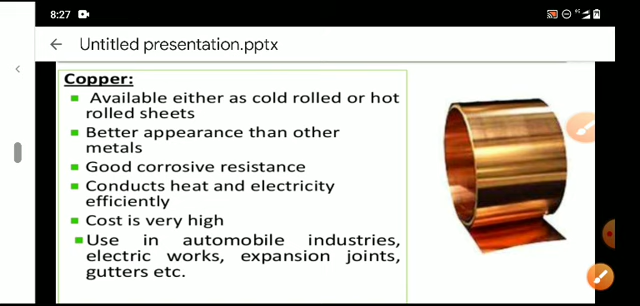 8:27
Untitled presentation.pptx
Copper:
Available either as cold rolled or hot
rolled sheets
Better appearance than other
metals
Good corrosive resistance
Conducts heat and electricity
efficiently
Cost is very high
Use in automobile industries,
electric works, expansion joints,
gutters etc.